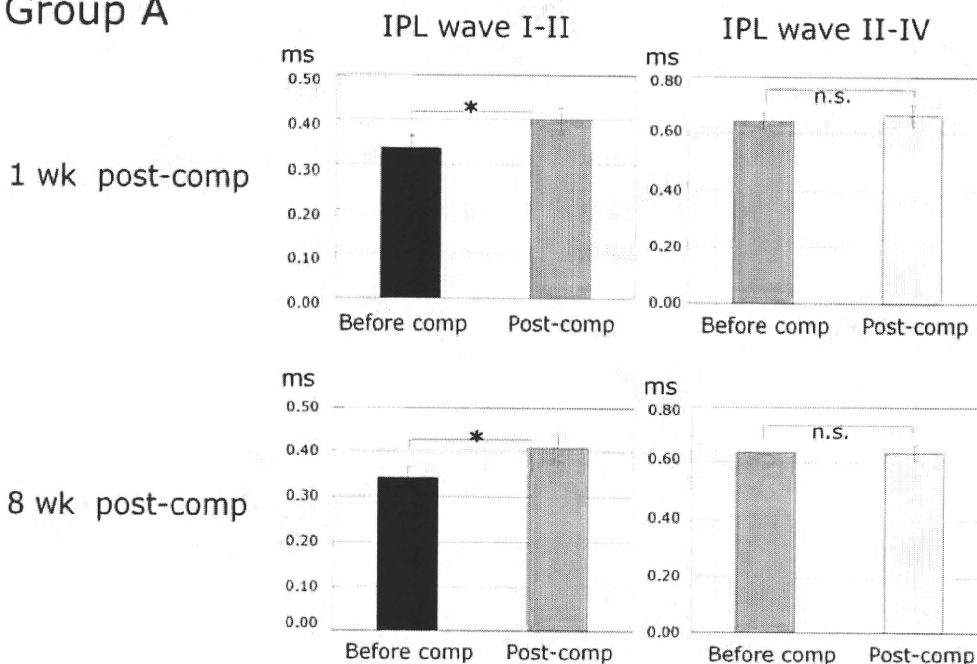 Group A
IPL wave I-II
IPL wave II-IV
1 wk post-comp
ms
0.50
0.40
0.30
0.20
0.10
0.00
*
Before comp
Post-comp
ms
0.80
0.60
0.40
0.20
0.00
n.s.
Before comp
Post-comp
8 wk post-comp
ms
0.50
0.40
0.30
0.20
0.10
0.00
*
Before comp
Post-comp
ms
0.80
0.60
0.40
0.20
0.00
n.s.
Before comp
Post-comp